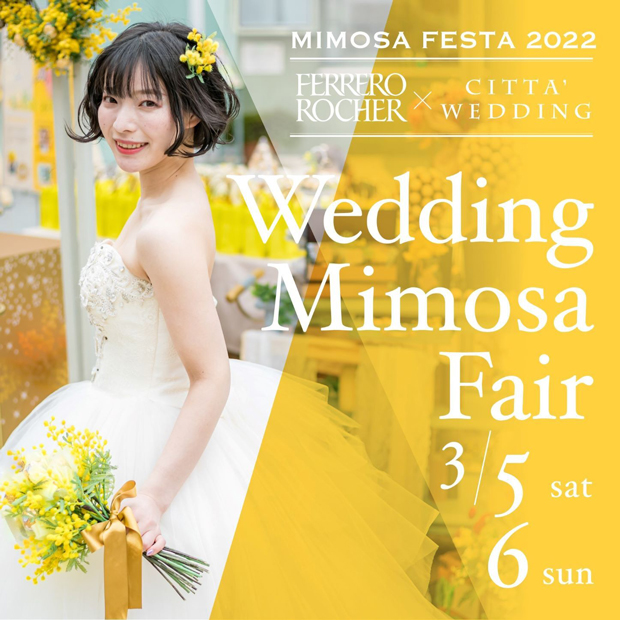 MIMOSA FESTA 2022
FERRERO ROCHER × CITTA' WEDDING
Wedding
Mimosa
Fair
3/5 sat
6 sun